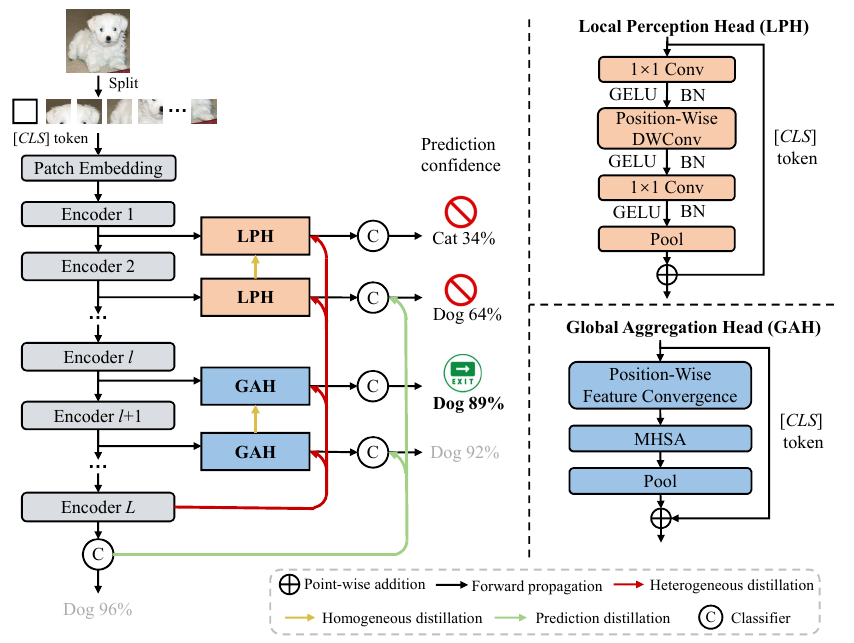 Split
[CLS] token
Patch Embedding
Encoder 1
Encoder 2
...
Encoder l
Encoder l+1
...
Encoder L
C
Dog 96%
LPH
LPH
GAH
GAH
C
C
C
C
Prediction
confidence
Cat 34%
Dog 64%
EXIT
Dog 89%
Dog 92%
Local Perception Head (LPH)
1×1 Conv
GELU BN
Position-Wise
DWConv
GELU BN
1×1 Conv
GELU BN
Pool
[CLS]
token
Global Aggregation Head (GAH)
Position-Wise
Feature Convergence
MHSA
Pool
[CLS]
token
Point-wise addition
Forward propagation
Heterogeneous distillation
Homogeneous distillation
Prediction distillation
C Classifier